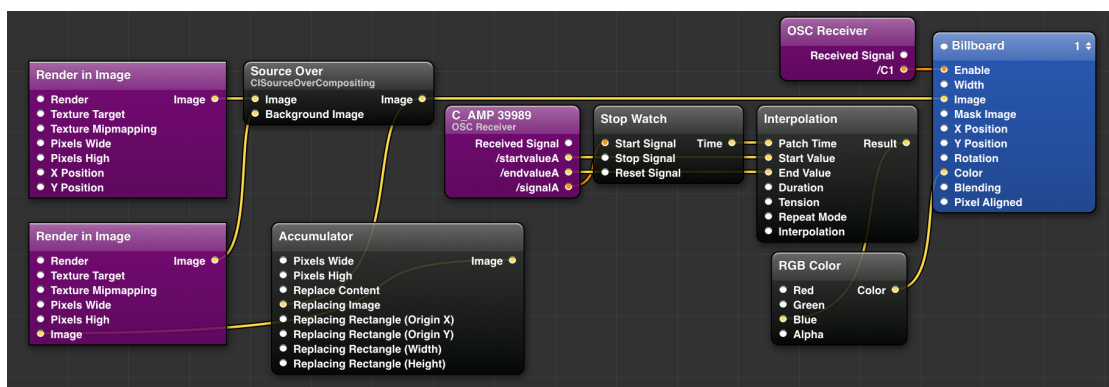 OSC Receiver
Received Signal
/C1
Billboard 1
Enable
Width
Image
Mask Image
X Position
Y Position
Rotation
Color
Blending
Pixel Aligned
Render in Image
Render Image
Texture Target
Texture Mipmapping
Pixels Wide
Pixels High
X Position
Y Position
Source Over
CISourceOverCompositing
Image Image
Background Image
C_AMP 39989
OSC Receiver
Received Signal
/startvalueA
/endvalueA
/signalA
Stop Watch
Start Signal Time
Stop Signal
Reset Signal
Interpolation
Patch Time Result
Start Value
End Value
Duration
Tension
Repeat Mode
Interpolation
Render in Image
Render Image
Texture Target
Texture Mipmapping
Pixels Wide
Pixels High
Image
Accumulator
Pixels Wide Image
Pixels High
Replace Content
Replacing Image
Replacing Rectangle (Origin X)
Replacing Rectangle (Origin Y)
Replacing Rectangle (Width)
Replacing Rectangle (Height)
RGB Color
Red Color
Green
Blue
Alpha